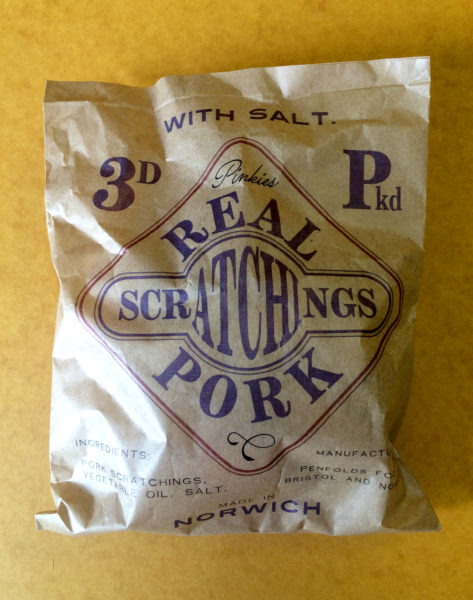 WITH SALT.
3D
Pkd
Pinkies
REAL
SCRATCHINGS
PORK
INGREDIENTS:
PORK SCRATCHINGS,
VEGETABLE OIL. SALT.
MANUFACTU
PENFOLDS FO
BRISTOL AND NO
MADE IN
NORWICH